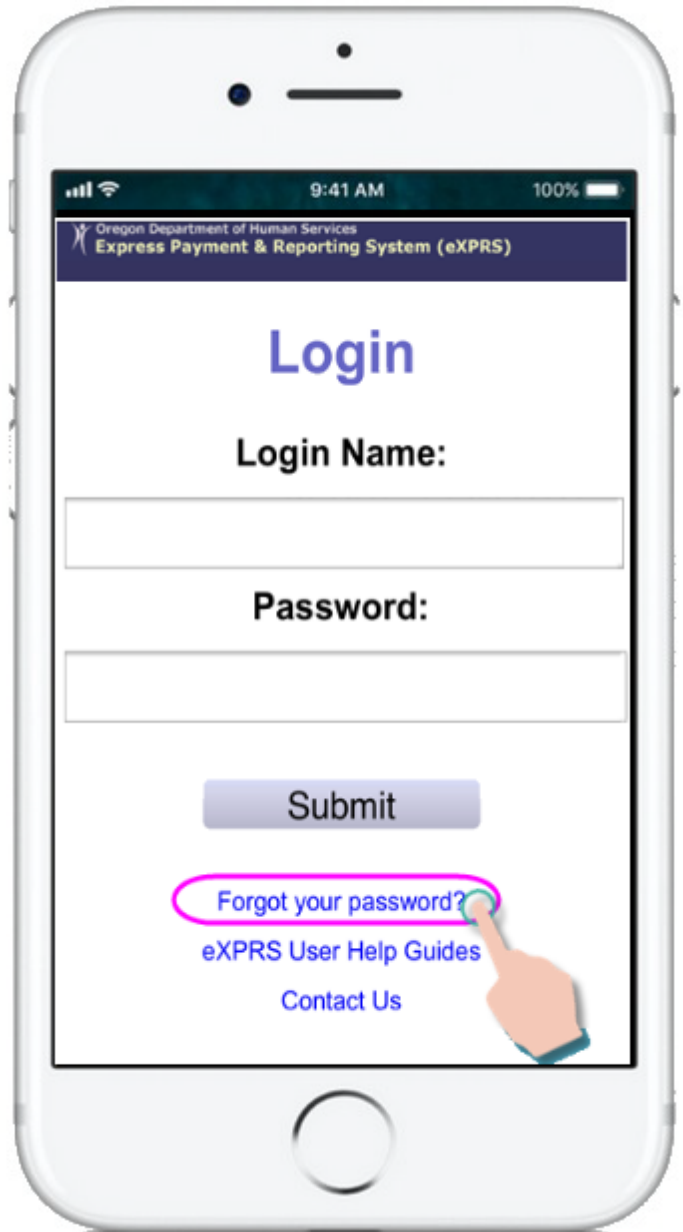 9:41 AM 100%
Oregon Department of Human Services
Express Payment & Reporting System (eXPRS)
Login
Login Name:
Password:
Submit
Forgot your password?
eXPRS User Help Guides
Contact Us